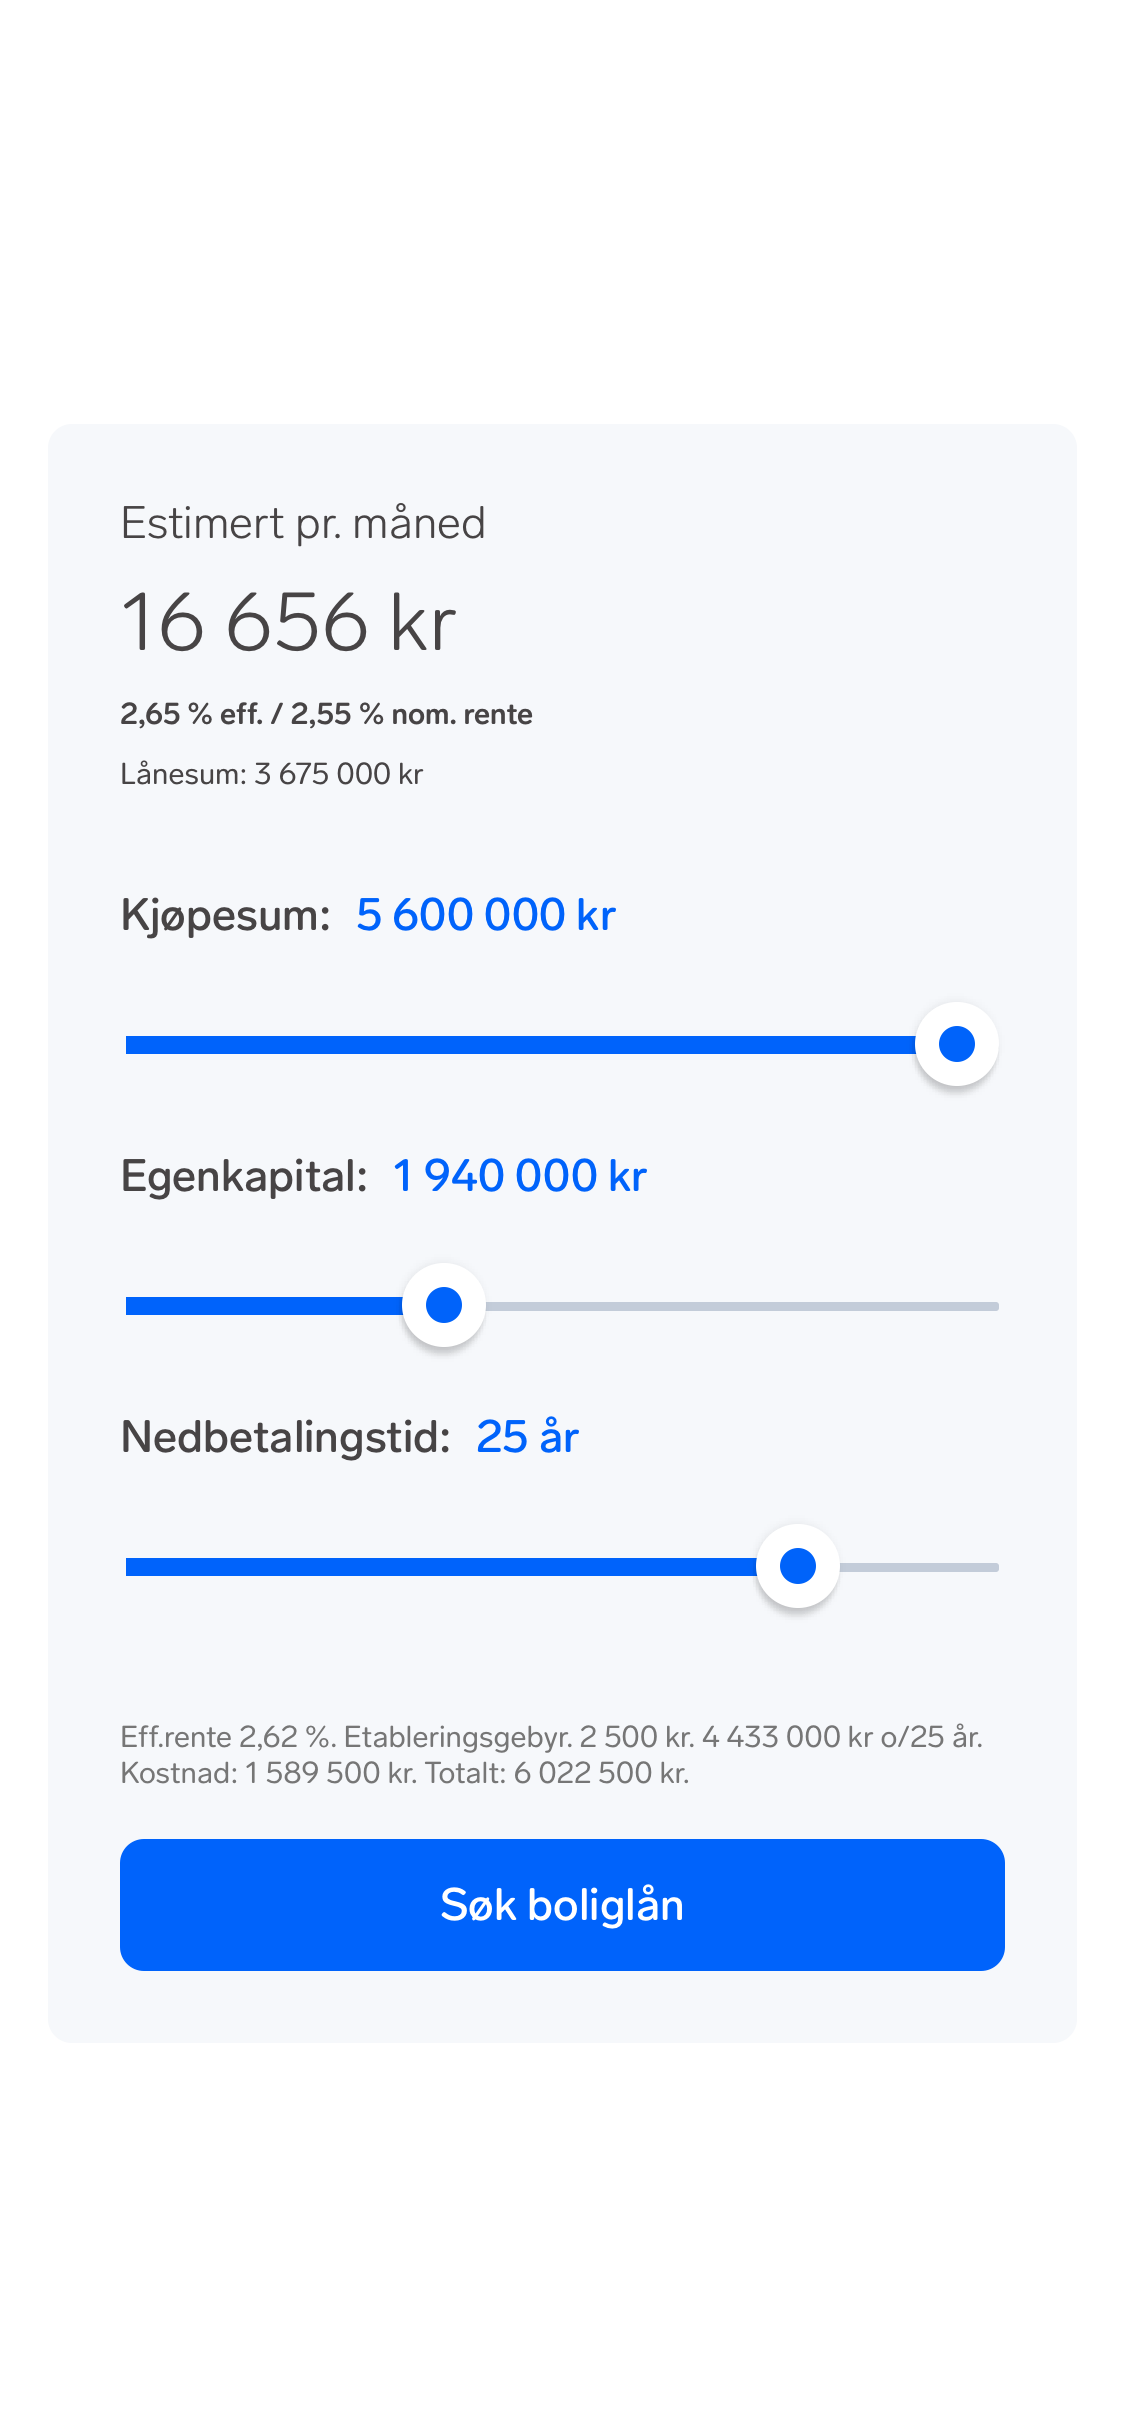 Estimert pr. måned
16 656 kr
2,65 % eff. / 2,55 % nom. rente
Lånesum: 3 675 000 kr
Kjøpesum: 5 600 000 kr
Egenkapital: 1 940 000 kr
Nedbetalingstid: 25 år
Eff.rente 2,62 %. Etableringsgebyr. 2 500 kr. 4 433 000 kr o/25 år.
Kostnad: 1 589 500 kr. Totalt: 6 022 500 kr.
Søk boliglån